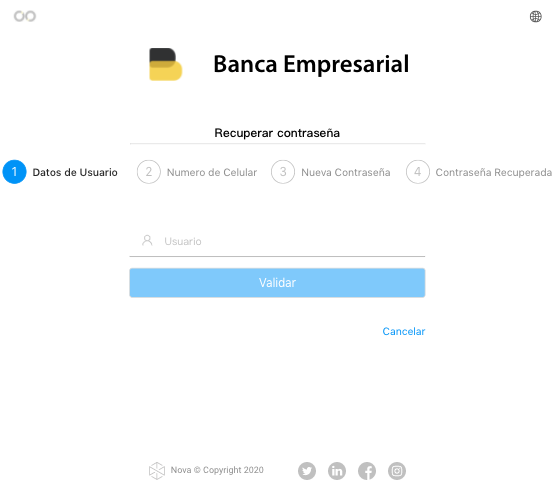 Banca Empresarial
Recuperar contraseña
1 Datos de Usuario 2 Numero de Celular 3 Nueva Contraseña 4 Contraseña Recuperada
Usuario
Validar
Cancelar
Nova © Copyright 2020